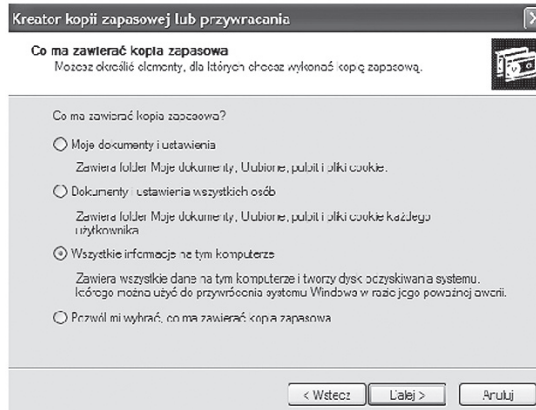 Kreator kopii zapasowej lub przywracania
Co ma zawierać kopia zapasowa
Możesz określić elementy, dla których chcesz wykonać kopię zapasową.
Co ma zawierać kopia zapasowa?
Moje dokumenty i ustawienia
Zawiera folder Moje dokumenty, Ulubione, pulpit i pliki cookie.
Dokumenty i ustawienia wszystkich osób
Zawiera folder Moje dokumenty, Ulubione, pulpit i pliki cookie każdego
użytkownika
Wszystkie informacje na tym komputerze
Zawiera wszystkie dane na tym komputerze i tworzy dysk odzyskiwania systemu,
którego można użyć do przywrócenia systemu Windows w razie jego poważnej awarii.
Pozwól mi wybrać, co ma zawierać kopia zapasowa
< Wstecz
Dalej >
Anuluj